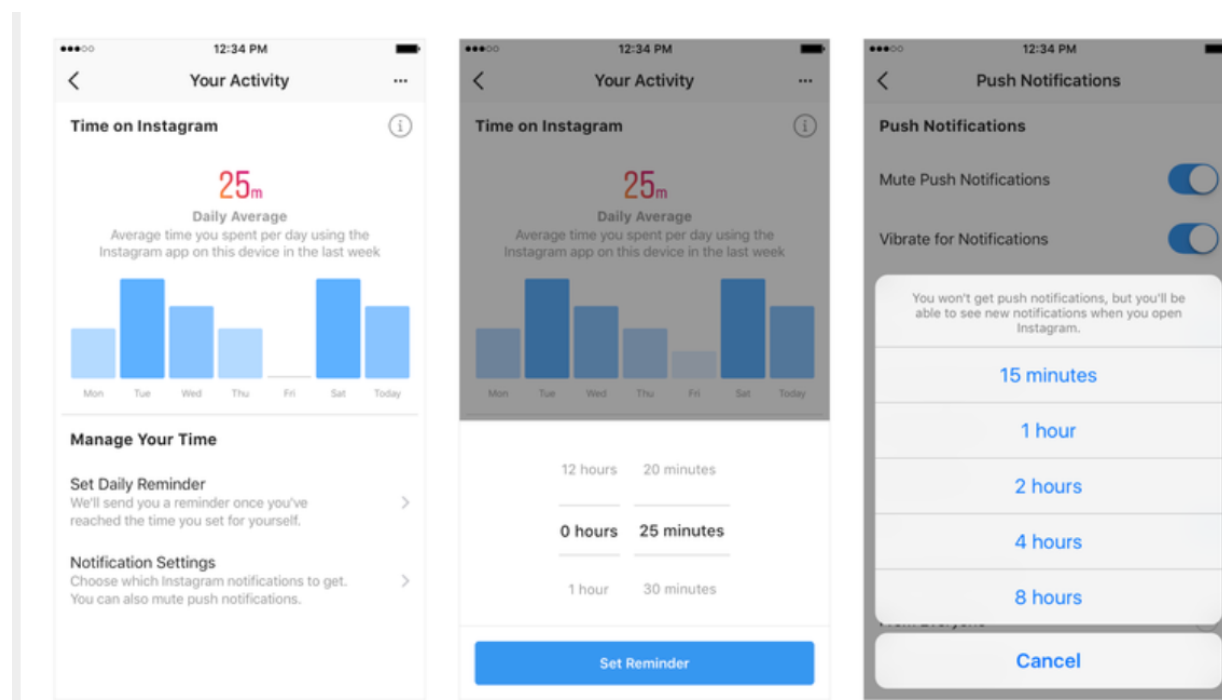 12:34 PM
Your Activity
Time on Instagram
25m
Daily Average
Average time you spent per day using the
Instagram app on this device in the last week
Mon Tue Wed Thu Fri Sat Today
Manage Your Time
Set Daily Reminder
We'll send you a reminder once you've
reached the time you set for yourself.
Notification Settings
Choose which Instagram notifications to get.
You can also mute push notifications.
12:34 PM
Your Activity
Time on Instagram
25m
Daily Average
Average time you spent per day using the
Instagram app on this device in the last week
Mon Tue Wed Thu Fri Sat Today
12 hours 20 minutes
0 hours 25 minutes
1 hour 30 minutes
Set Reminder
12:34 PM
Push Notifications
Push Notifications
Mute Push Notifications
Vibrate for Notifications
You won't get push notifications, but you'll be
able to see new notifications when you open
Instagram.
15 minutes
1 hour
2 hours
4 hours
8 hours
Cancel